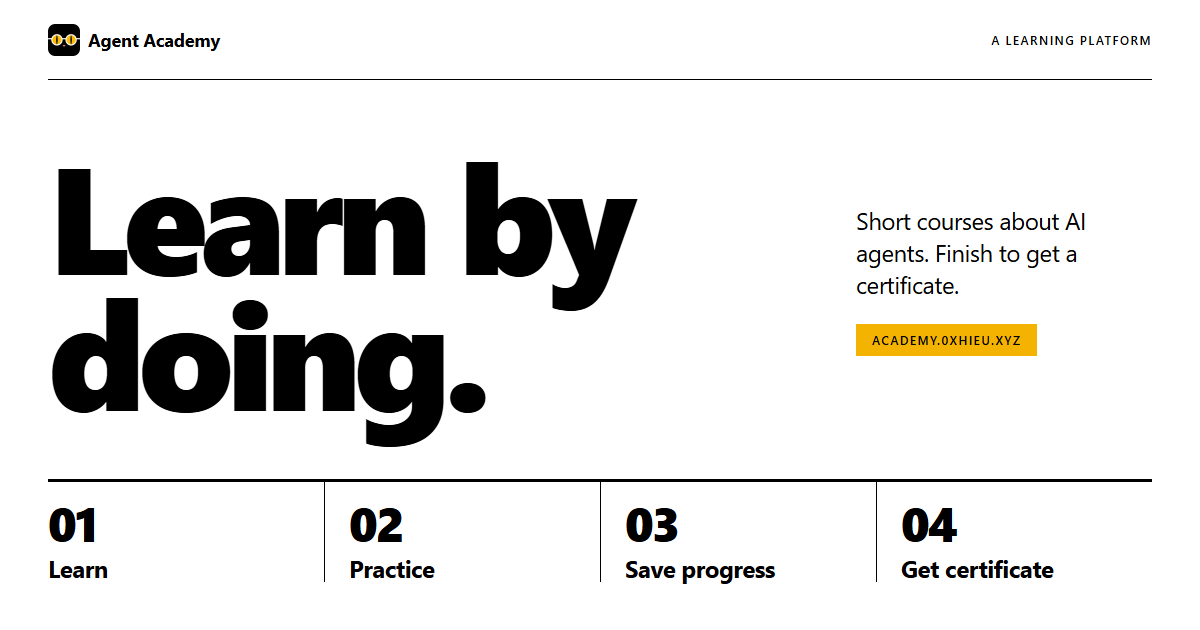 Agent Academy
A LEARNING PLATFORM
Learn by
doing.
Short courses about AI
agents. Finish to get a
certificate.
ACADEMY.0XHIEU.XYZ
01
Learn
02
Practice
03
Save progress
04
Get certificate